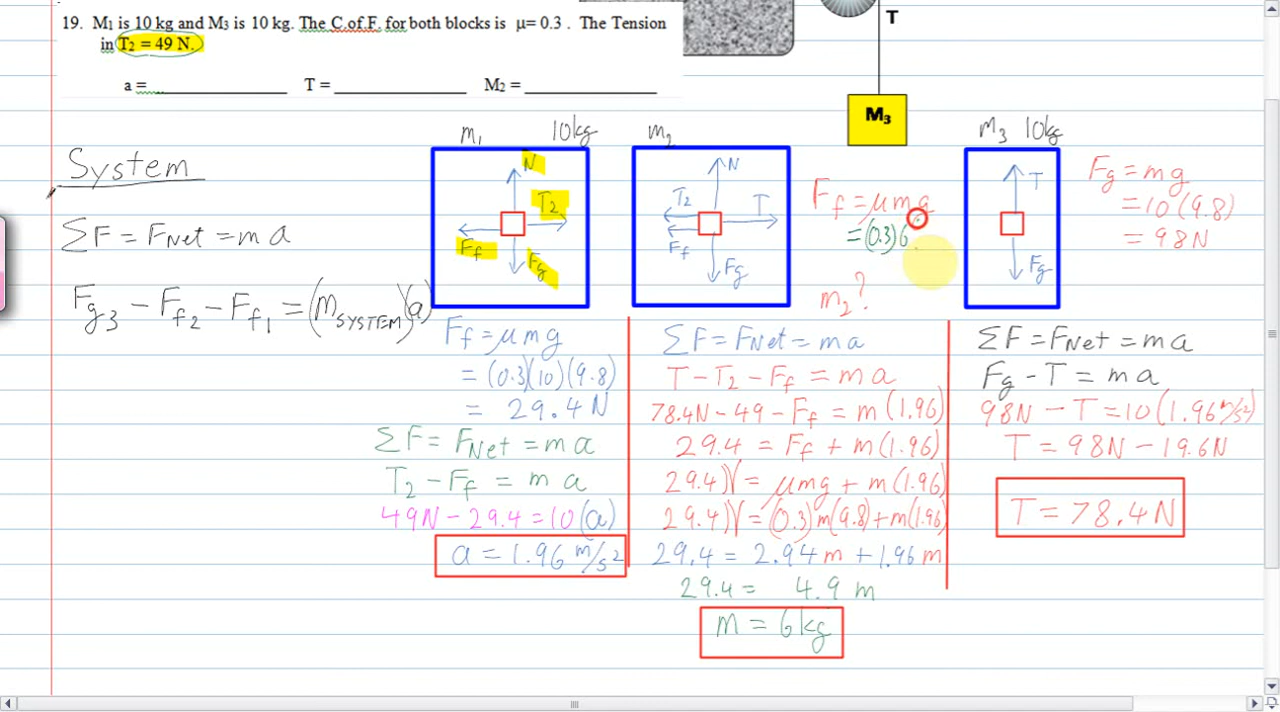 19. M₁ is 10 kg and M₃ is 10 kg. The C.of.F. for both blocks is μ= 0.3 . The Tension
in T₂ = 49 N.
a = ____________ T = ____________ M₂ = ____________
T
M₃
System
ΣF = FNet = ma
Fg₃ − Ff₂ − Ff₁ = (mSYSTEM)(a)
m₁ 10kg
N
T₂
Ff
Fg
Ff = μmg
= (0.3)(10)(9.8)
= 29.4 N
ΣF = FNet = ma
T₂ − Ff = ma
49N − 29.4 = 10(a)
a = 1.96 m/s²
m₂
N
T₂ T
Ff
Fg
Ff = μmg
= (0.3)6
m₂?
ΣF = FNet = ma
T − T₂ − Ff = ma
78.4N − 49 − Ff = m(1.96)
29.4 = Ff + m(1.96)
29.4N = μmg + m(1.96)
29.4N = (0.3)m(9.8) + m(1.96)
29.4 = 2.94m + 1.96m
29.4 = 4.9 m
m = 6kg
m₃ 10kg
T
Fg
Fg = mg
= 10(9.8)
= 98N
ΣF = FNet = ma
Fg − T = ma
98N − T = 10(1.96 m/s²)
T = 98N − 19.6N
T = 78.4N